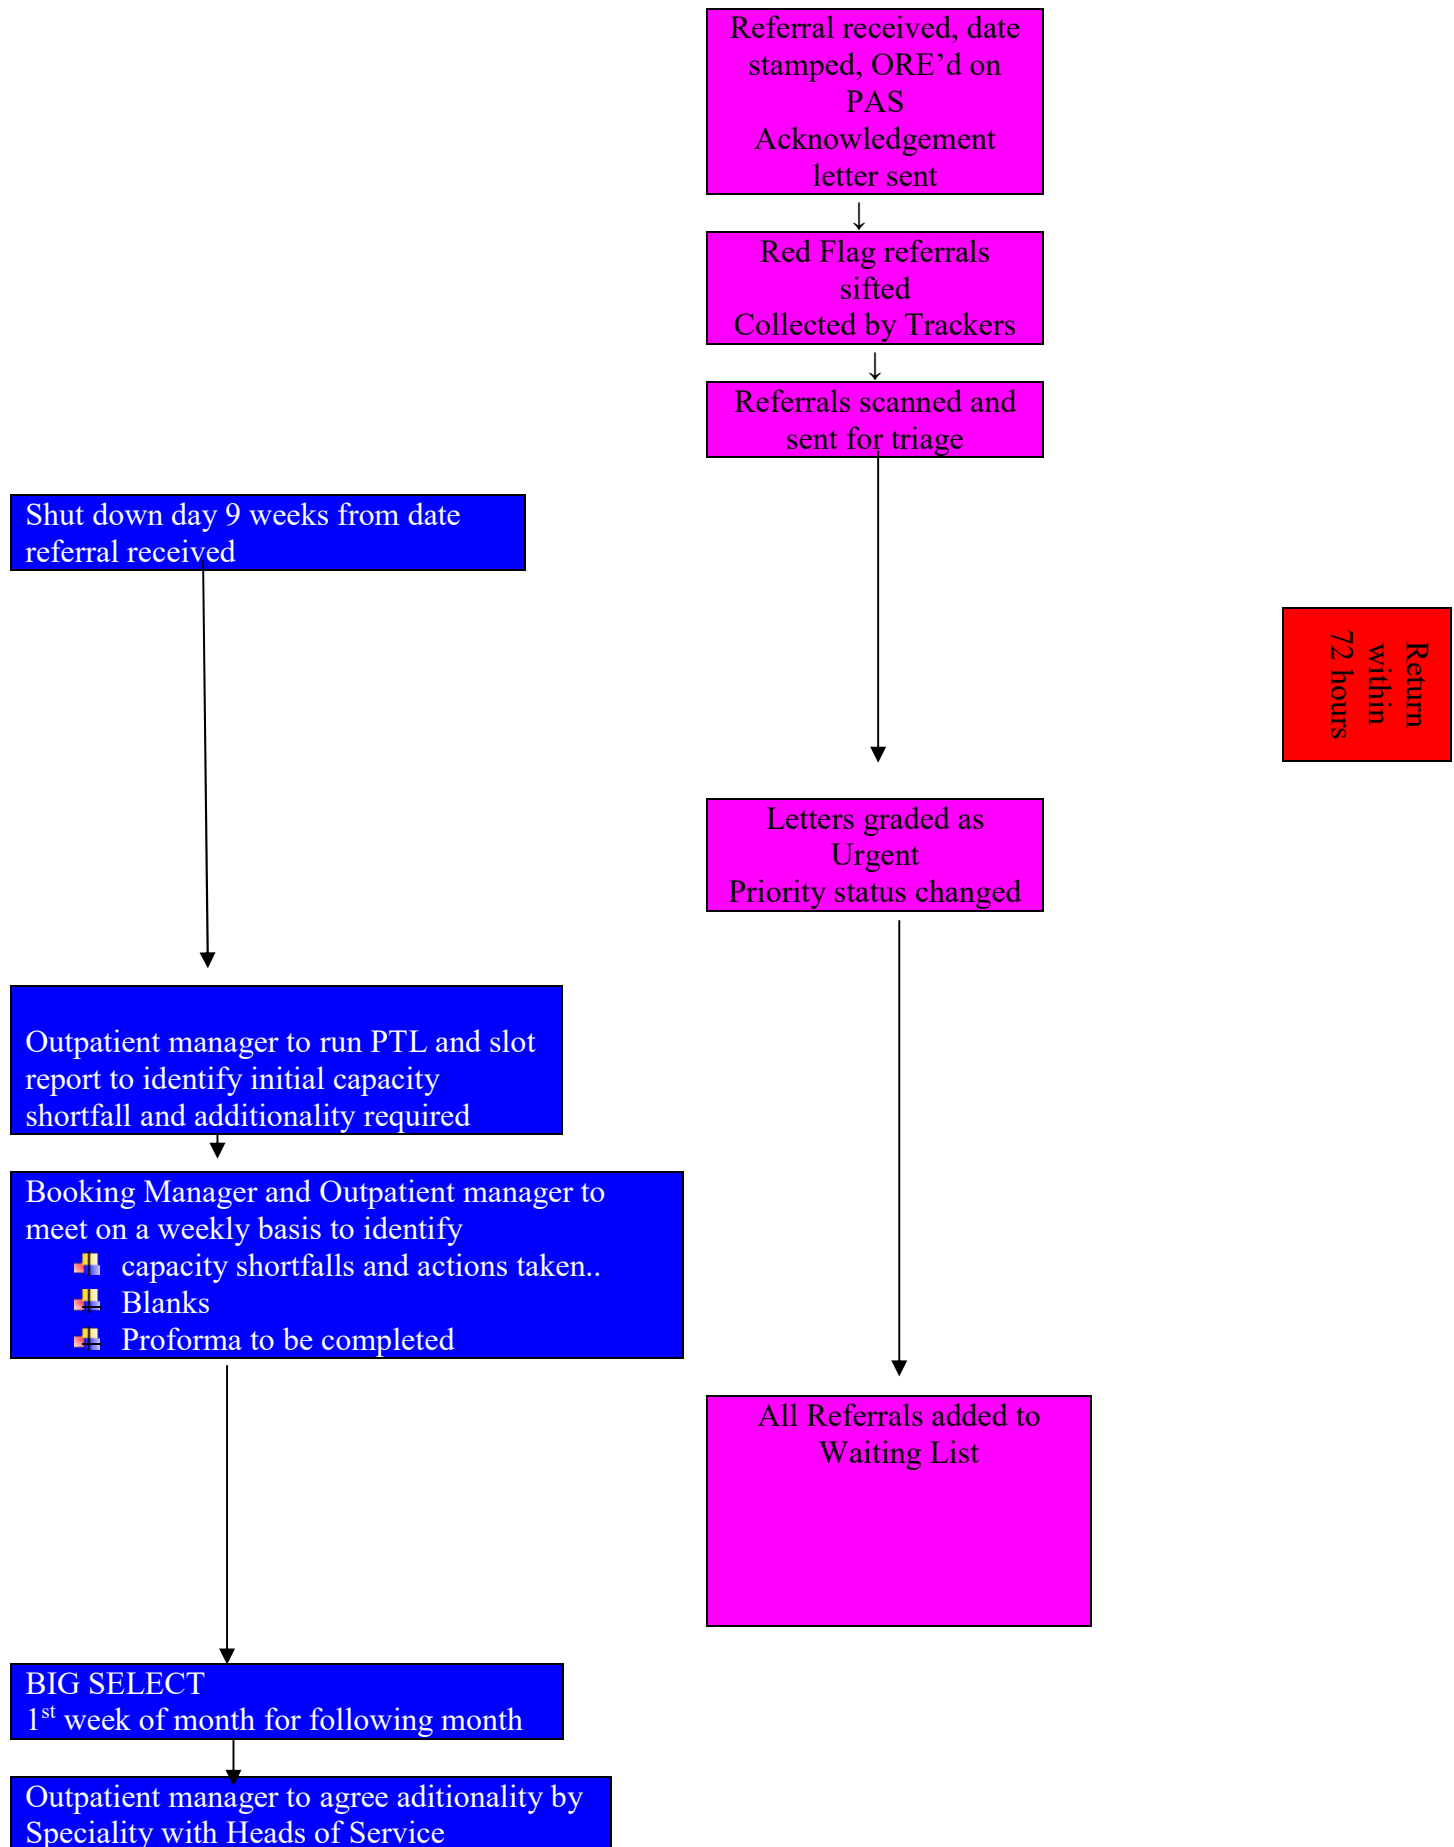 Referral received, date
stamped, ORE’d on
PAS
Acknowledgement
letter sent
Red Flag referrals
sifted
Collected by Trackers
Referrals scanned and
sent for triage
Shut down day 9 weeks from date
referral received
Return
within
72 hours
Letters graded as
Urgent
Priority status changed
Outpatient manager to run PTL and slot
report to identify initial capacity
shortfall and additionality required
Booking Manager and Outpatient manager to
meet on a weekly basis to identify
capacity shortfalls and actions taken..
Blanks
Proforma to be completed
All Referrals added to
Waiting List
BIG SELECT
1st week of month for following month
Outpatient manager to agree aditionality by
Speciality with Heads of Service